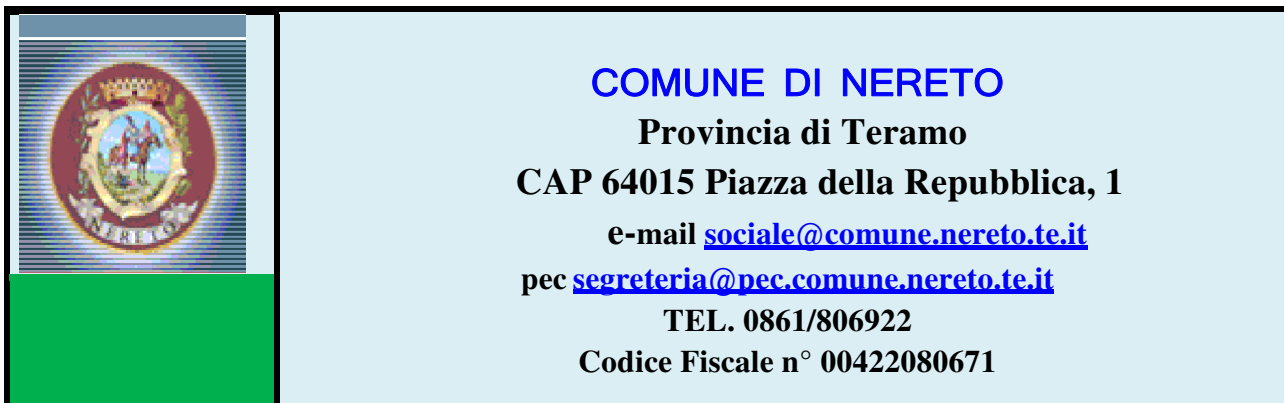 COMUNE DI NERETO
Provincia di Teramo
CAP 64015 Piazza della Repubblica, 1
e-mail sociale@comune.nereto.te.it
pec segreteria@pec.comune.nereto.te.it
TEL. 0861/806922
Codice Fiscale n° 00422080671
NERETO